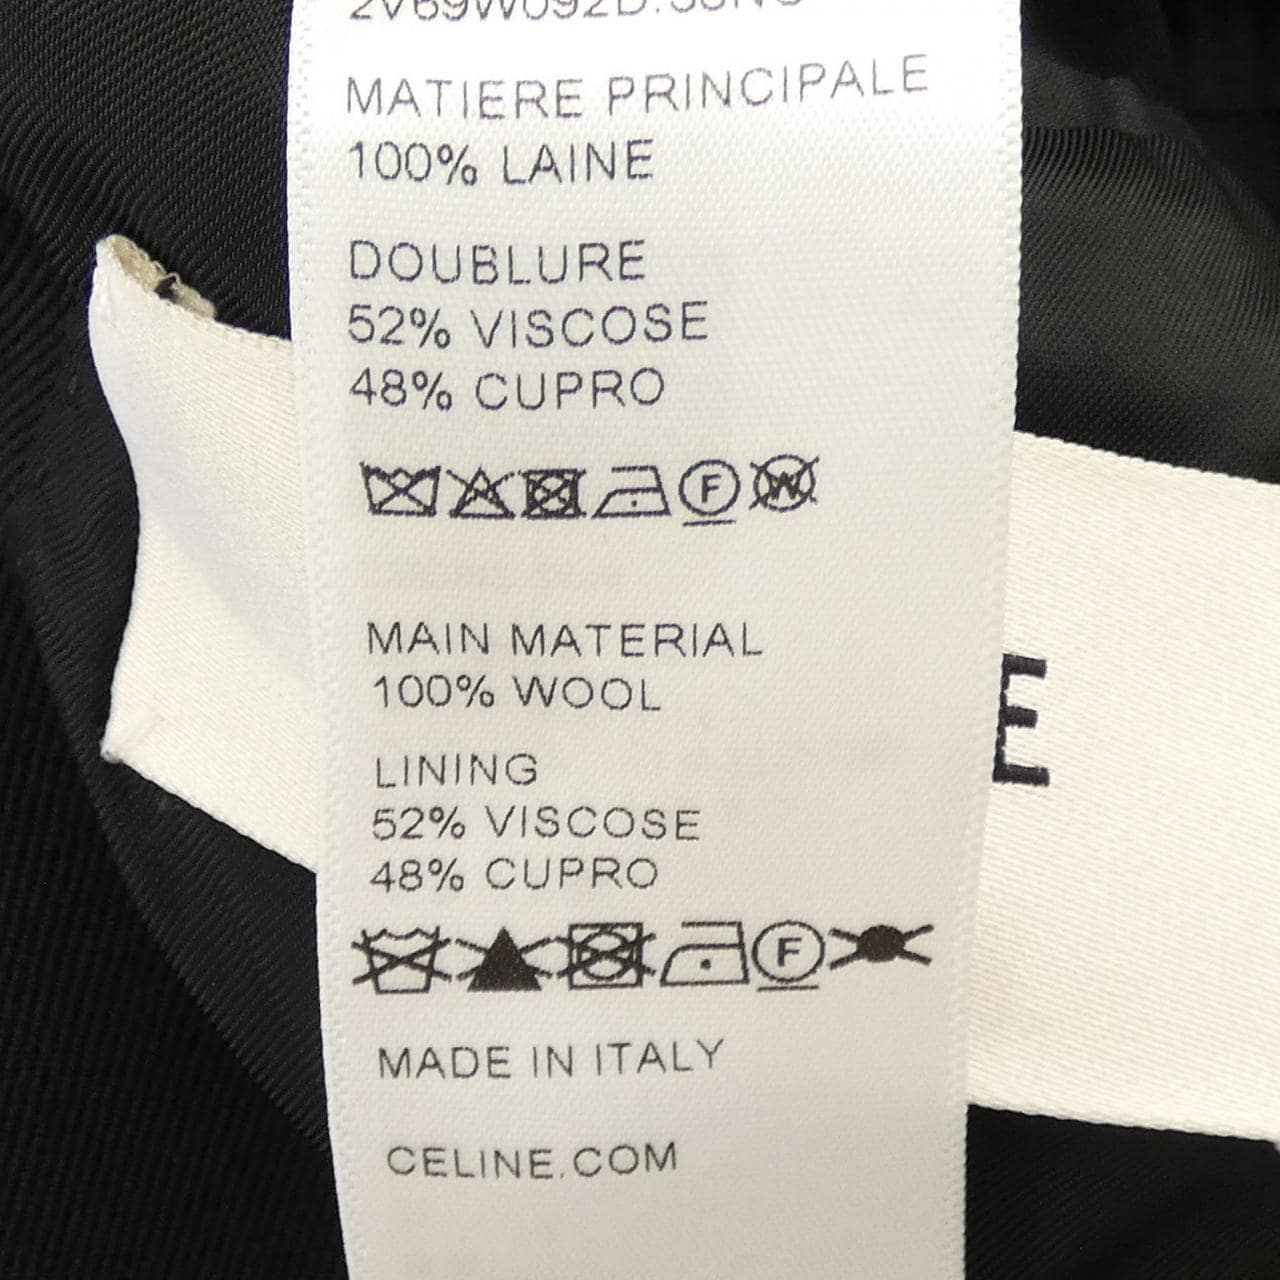 MATIERE PRINCIPALE
100% LAINE
DOUBLURE
52% VISCOSE
48% CUPRO
F W
MAIN MATERIAL
100% WOOL
LINING
52% VISCOSE
48% CUPRO
F
MADE IN ITALY
CELINE.COM
E